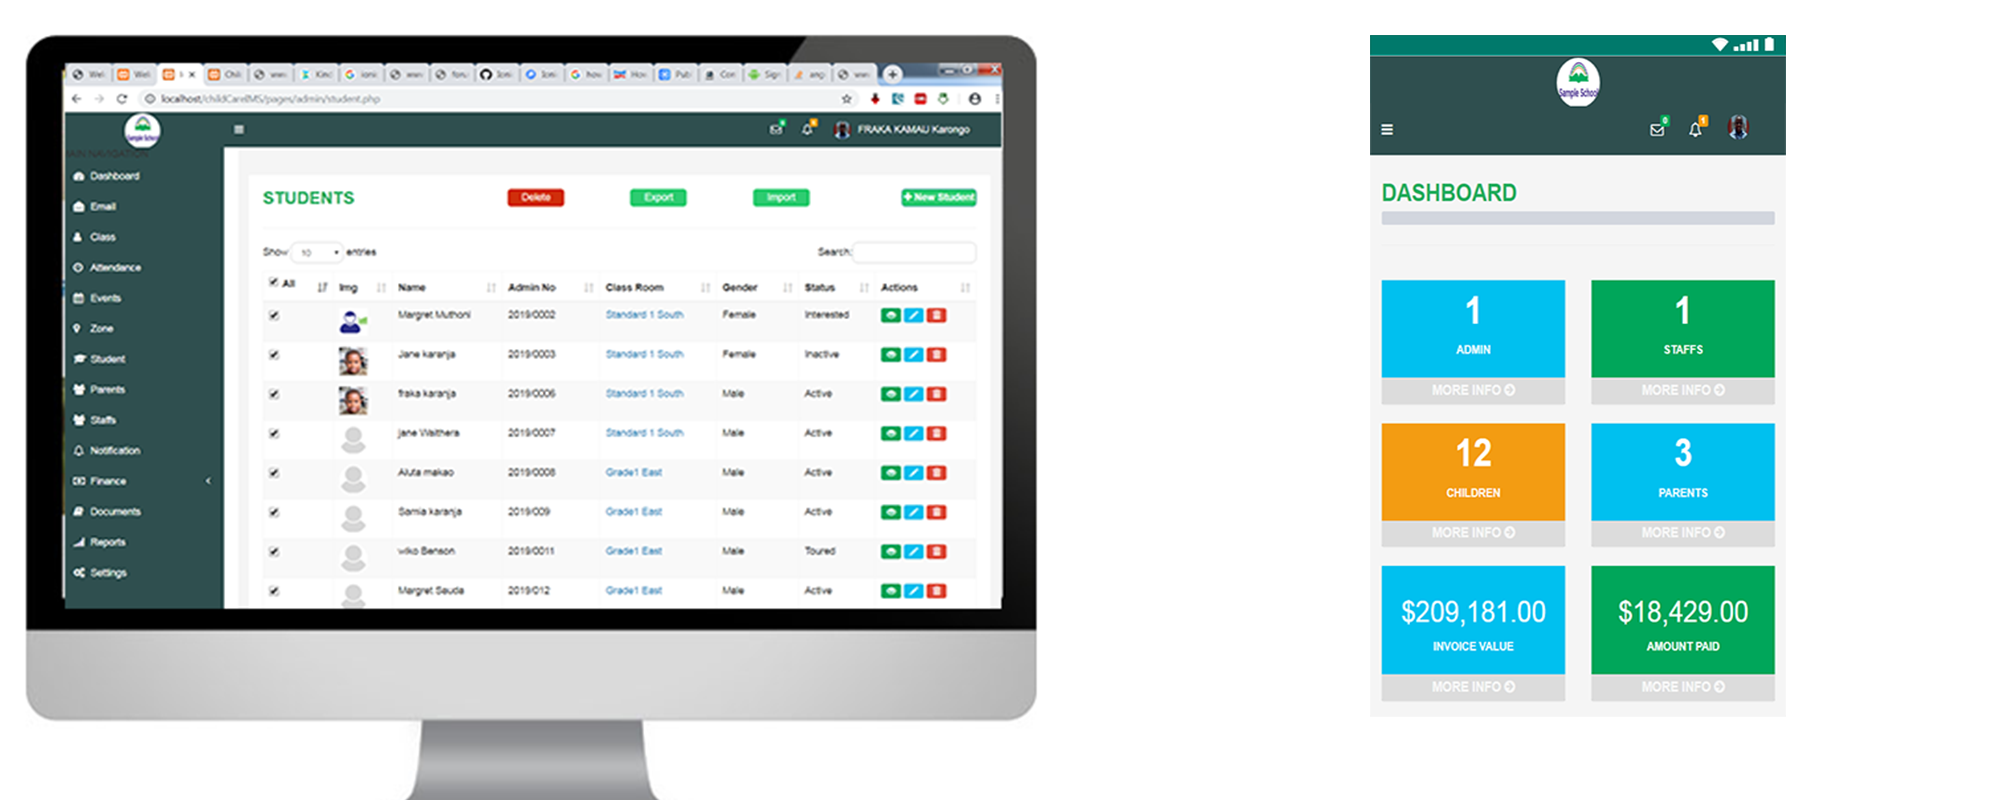 localhost/childCareIMS/pages/admin/student.php
Sample School
FRAKA KAMAU Karongo
MAIN NAVIGATION
Dashboard
Email
Class
Attendance
Events
Zone
Student
Parents
Staffs
Notification
Finance
Documents
Reports
Settings
STUDENTS Delete Export Import + New Student
Show 10 entries Search:
All Img Name Admin No Class Room Gender Status Actions
Margret Muthoni 2019/0002 Standard 1 South Female Interested
Jane karanja 2019/0003 Standard 1 South Female Inactive
fraka karanja 2019/0006 Standard 1 South Male Active
jane Waithera 2019/0007 Standard 1 South Male Active
Aluta makao 2019/0008 Grade1 East Male Active
Samia karanja 2019/009 Grade1 East Male Active
wiko Benson 2019/0011 Grade1 East Male Toured
Margret Sauda 2019/012 Grade1 East Male Active
Sample School
0 1
DASHBOARD
1 1
ADMIN STAFFS
MORE INFO MORE INFO
12 3
CHILDREN PARENTS
MORE INFO MORE INFO
$209,181.00 $18,429.00
INVOICE VALUE AMOUNT PAID
MORE INFO MORE INFO